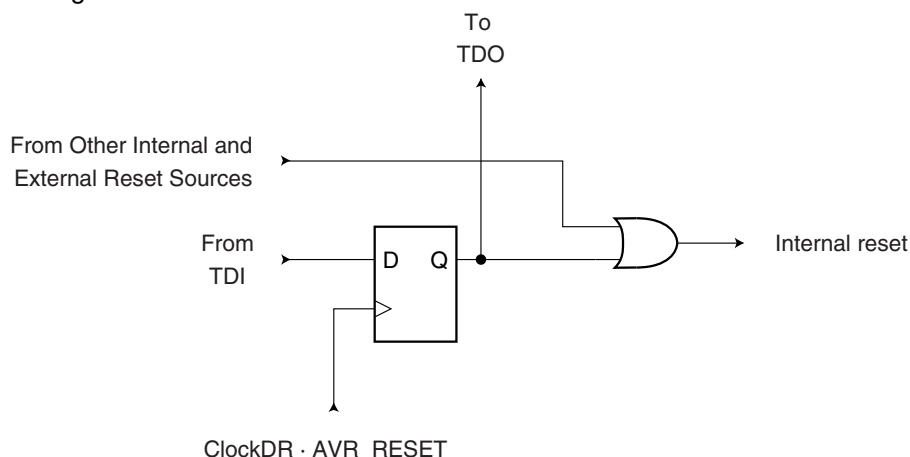 To
TDO
From Other Internal and
External Reset Sources
From
TDI
D
Q
Internal reset
ClockDR · AVR_RESET